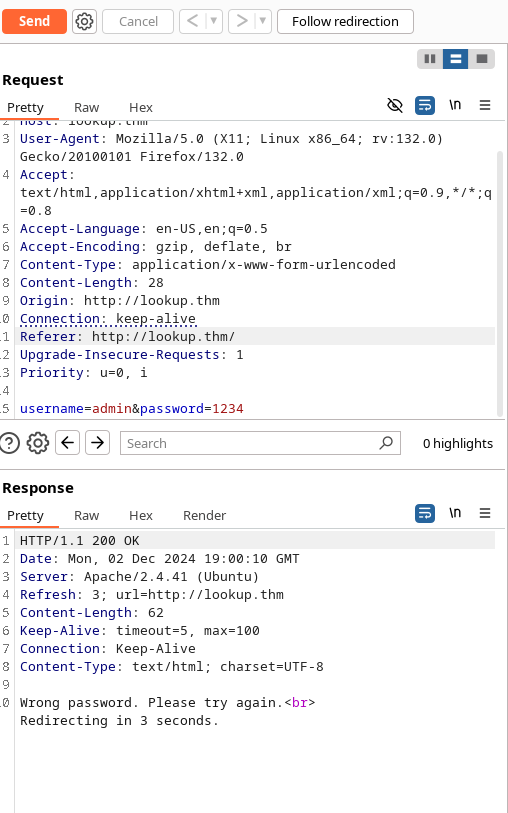 Send
Cancel
< ▼
> ▼
Follow redirection
Request
Pretty Raw Hex \n
2 Host: lookup.thm
3 User-Agent: Mozilla/5.0 (X11; Linux x86_64; rv:132.0)
Gecko/20100101 Firefox/132.0
4 Accept:
text/html,application/xhtml+xml,application/xml;q=0.9,*/*;q
=0.8
5 Accept-Language: en-US,en;q=0.5
6 Accept-Encoding: gzip, deflate, br
7 Content-Type: application/x-www-form-urlencoded
8 Content-Length: 28
9 Origin: http://lookup.thm
0 Connection: keep-alive
1 Referer: http://lookup.thm/
2 Upgrade-Insecure-Requests: 1
3 Priority: u=0, i
4
5 username=admin&password=1234
? Search 0 highlights
Response
Pretty Raw Hex Render \n
1 HTTP/1.1 200 OK
2 Date: Mon, 02 Dec 2024 19:00:10 GMT
3 Server: Apache/2.4.41 (Ubuntu)
4 Refresh: 3; url=http://lookup.thm
5 Content-Length: 62
6 Keep-Alive: timeout=5, max=100
7 Connection: Keep-Alive
8 Content-Type: text/html; charset=UTF-8
9
0 Wrong password. Please try again.<br>
Redirecting in 3 seconds.